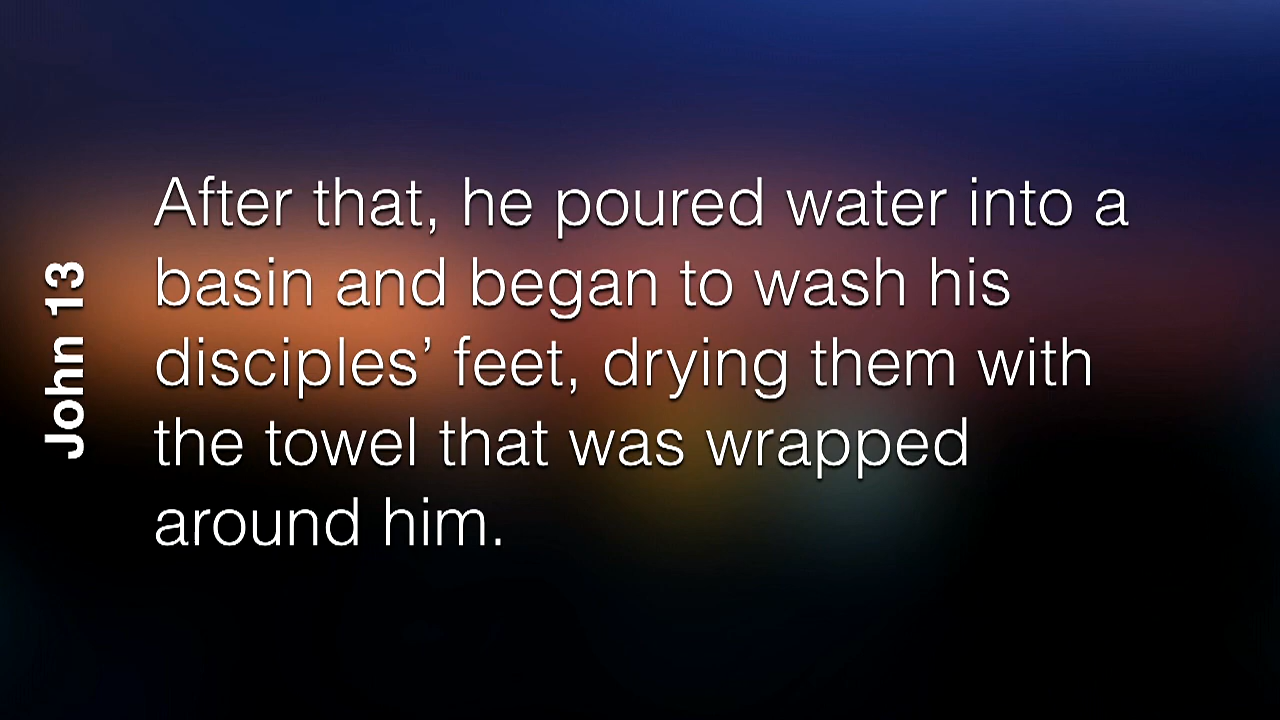 John 13
After that, he poured water into a
basin and began to wash his
disciples’ feet, drying them with
the towel that was wrapped
around him.